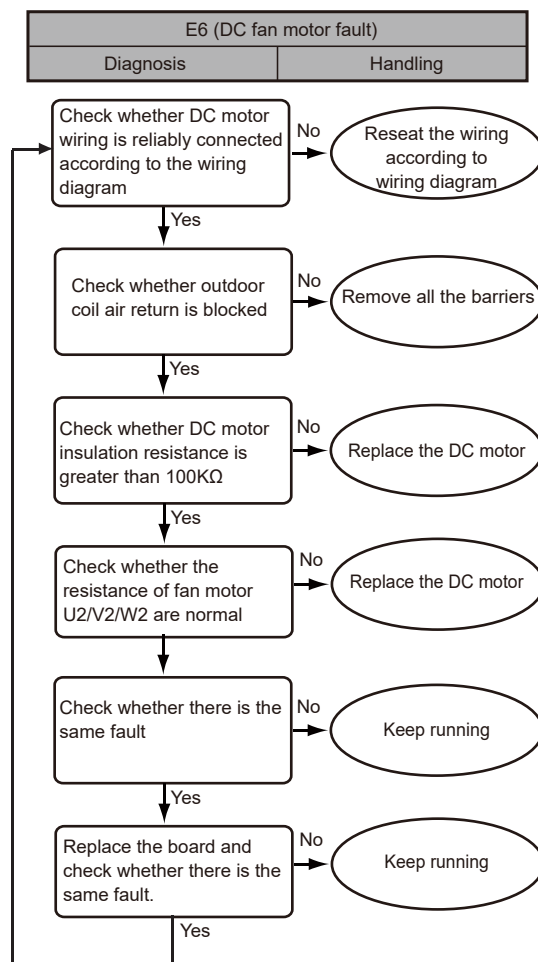 E6 (DC fan motor fault)
Diagnosis
Handling
Check whether DC motor
wiring is reliably connected
according to the wiring
diagram
No
Reseat the wiring
according to
wiring diagram
Yes
Check whether outdoor
coil air return is blocked
No
Remove all the barriers
Yes
Check whether DC motor
insulation resistance is
greater than 100KΩ
No
Replace the DC motor
Yes
Check whether the
resistance of fan motor
U2/V2/W2 are normal
No
Replace the DC motor
Check whether there is the
same fault
No
Keep running
Yes
Replace the board and
check whether there is the
same fault.
No
Keep running
Yes